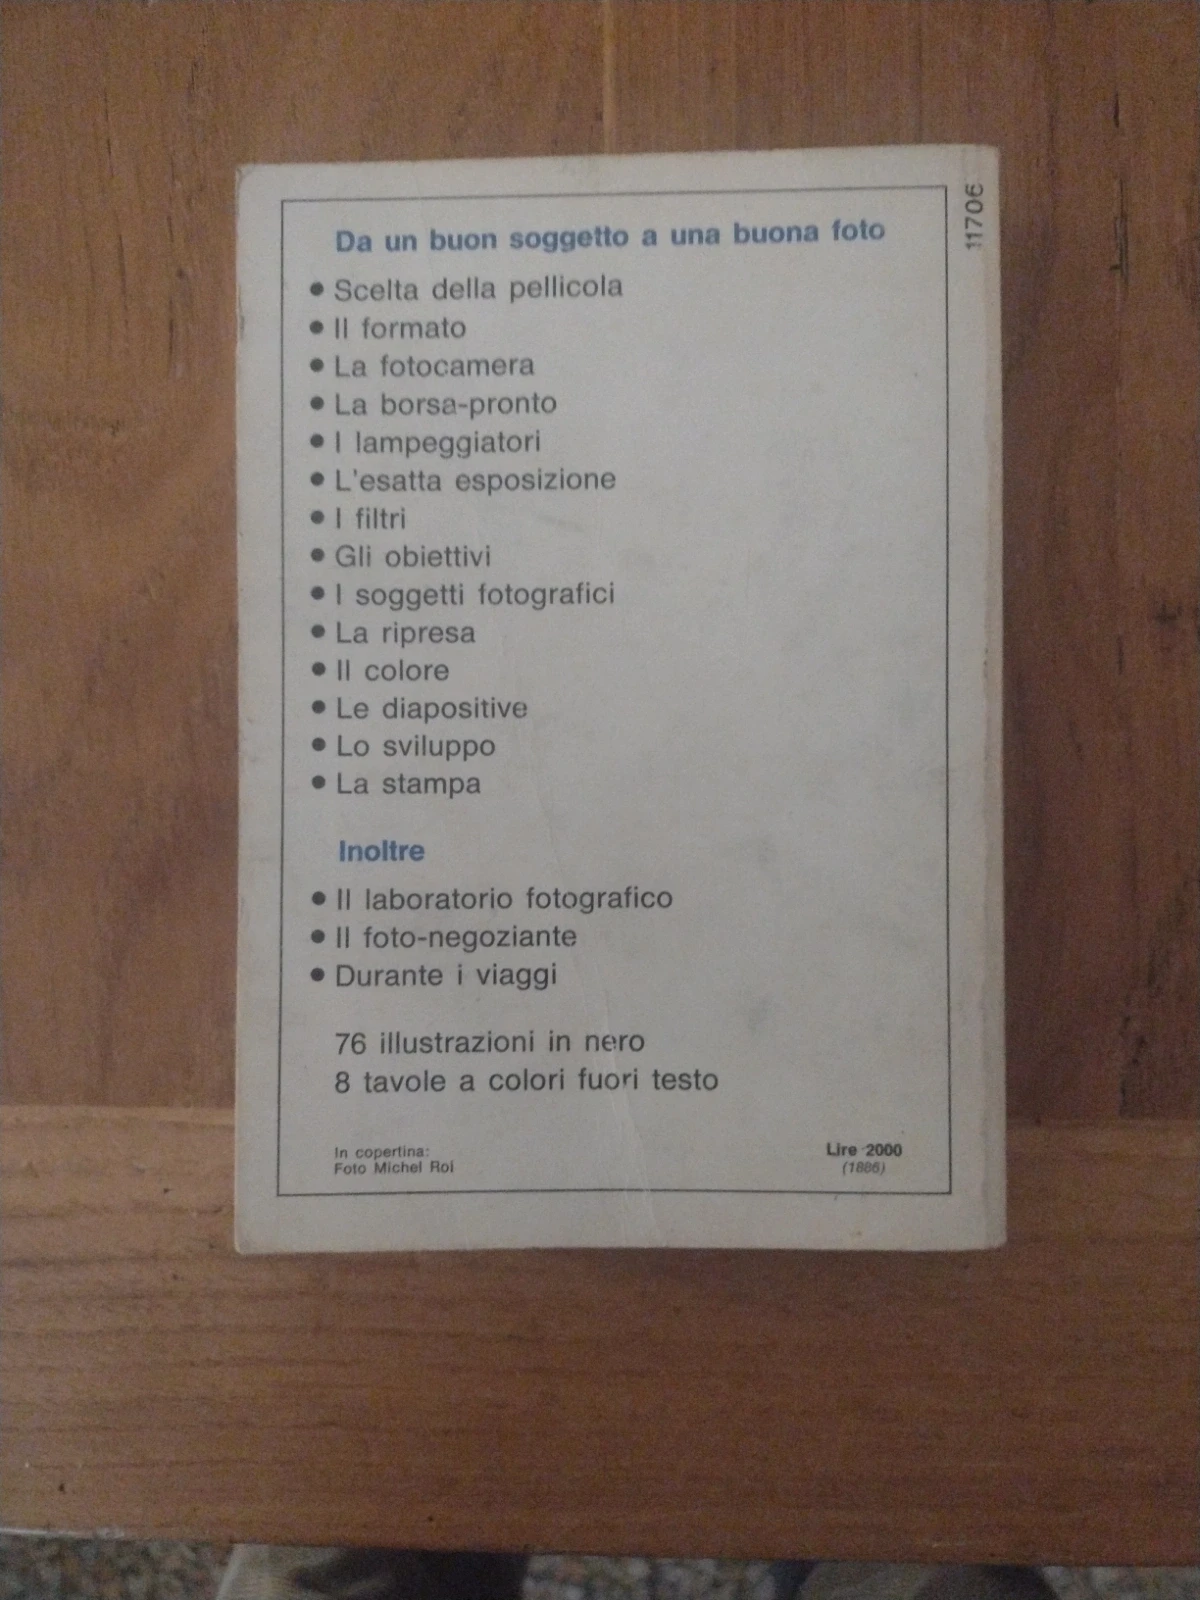 Da un buon soggetto a una buona foto
• Scelta della pellicola
• Il formato
• La fotocamera
• La borsa-pronto
• I lampeggiatori
• L'esatta esposizione
• I filtri
• Gli obiettivi
• I soggetti fotografici
• La ripresa
• Il colore
• Le diapositive
• Lo sviluppo
• La stampa
Inoltre
• Il laboratorio fotografico
• Il foto-negoziante
• Durante i viaggi
76 illustrazioni in nero
8 tavole a colori fuori testo
In copertina:
Foto Michel Roi
Lire 2000
(1886)
11706